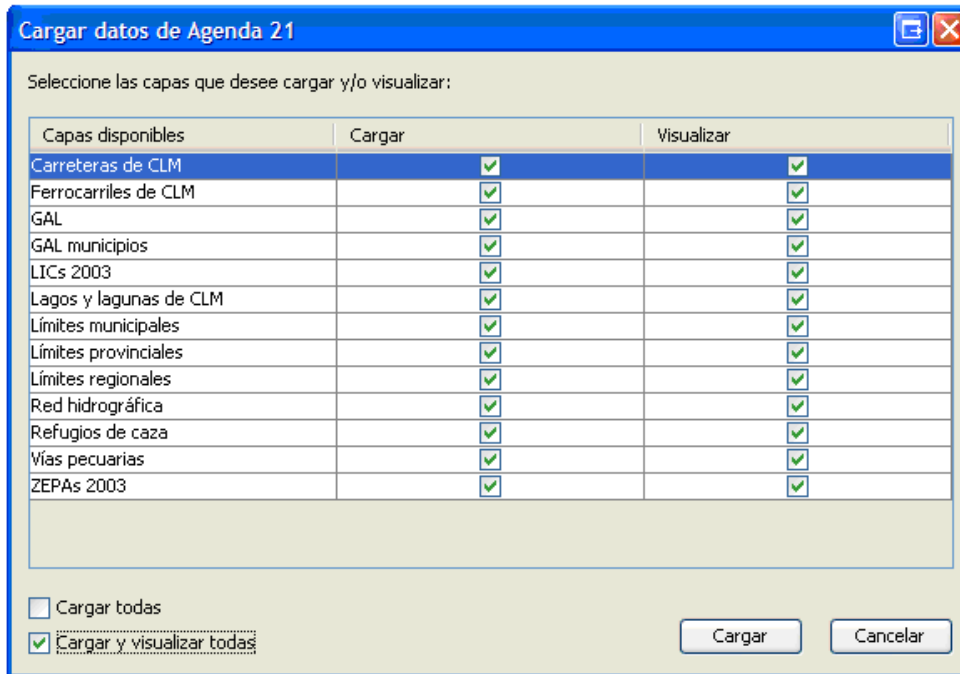 Cargar datos de Agenda 21
Seleccione las capas que desee cargar y/o visualizar:
Capas disponibles Cargar Visualizar
Carreteras de CLM
Ferrocarriles de CLM
GAL
GAL municipios
LICs 2003
Lagos y lagunas de CLM
Límites municipales
Límites provinciales
Límites regionales
Red hidrográfica
Refugios de caza
Vías pecuarias
ZEPAs 2003
Cargar todas
Cargar y visualizar todas
Cargar Cancelar